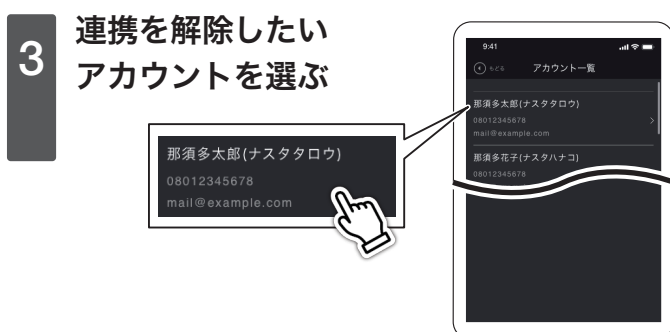 3
連携を解除したい
アカウントを選ぶ
那須多太郎(ナスタタロウ)
08012345678
mail@example.com
9:41
もどる アカウント一覧
那須多太郎(ナスタタロウ)
08012345678
mail@example.com
那須多花子(ナスタハナコ)
08012345678